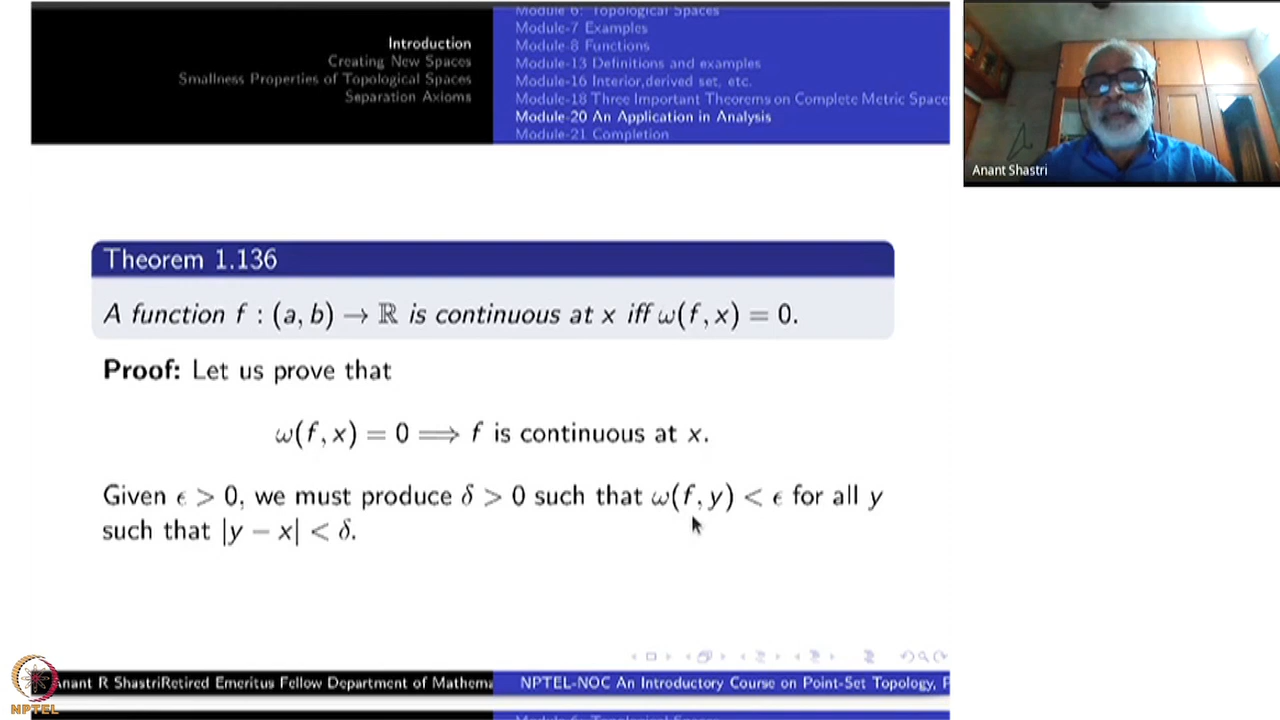 Module 6: Topological Spaces
Module-7 Examples
Introduction
Module-8 Functions
Creating New Spaces
Module-13 Definitions and examples
Smallness Properties of Topological Spaces
Module-16 Interior,derived set, etc.
Separation Axioms
Module-18 Three Important Theorems on Complete Metric Space
Module-20 An Application in Analysis
Module-21 Completion
Anant Shastri
Theorem 1.136
A function f : (a, b) → ℝ is continuous at x iff ω(f, x) = 0.
Proof: Let us prove that
ω(f, x) = 0 ⟹ f is continuous at x.
Given ϵ > 0, we must produce δ > 0 such that ω(f, y) < ϵ for all y
such that |y − x| < δ.
Anant R ShastriRetired Emeritus Fellow Department of Mathema
NPTEL-NOC An Introductory Course on Point-Set Topology, P
NPTEL
Module 6: Topological Spaces